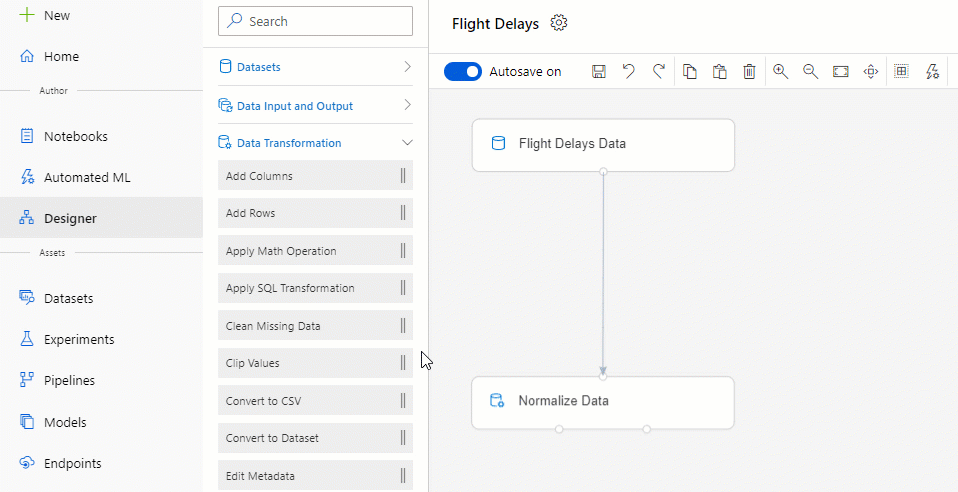 New
Home
Author
Notebooks
Automated ML
Designer
Assets
Datasets
Experiments
Pipelines
Models
Endpoints
Search
Datasets
Data Input and Output
Data Transformation
Add Columns
Add Rows
Apply Math Operation
Apply SQL Transformation
Clean Missing Data
Clip Values
Convert to CSV
Convert to Dataset
Edit Metadata
Flight Delays
Autosave on
Flight Delays Data
Normalize Data